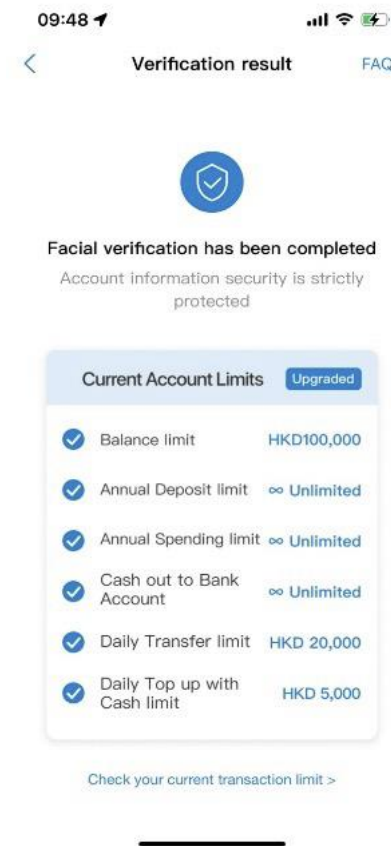 09:48
Verification result
FAQ
Facial verification has been completed
Account information security is strictly
protected
Current Account Limits
Upgraded
Balance limit
HKD100,000
Annual Deposit limit
∞ Unlimited
Annual Spending limit
∞ Unlimited
Cash out to Bank
Account
∞ Unlimited
Daily Transfer limit
HKD 20,000
Daily Top up with
Cash limit
HKD 5,000
Check your current transaction limit >